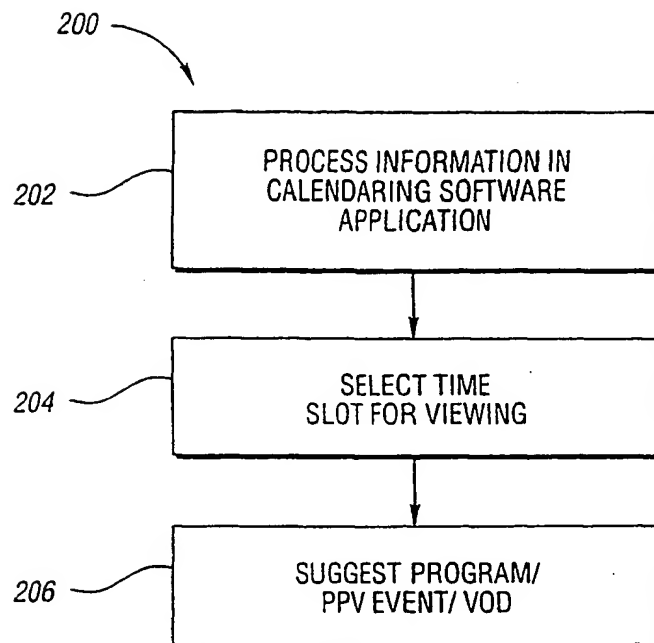 200
202
PROCESS INFORMATION IN
CALENDARING SOFTWARE
APPLICATION
204
SELECT TIME
SLOT FOR VIEWING
206
SUGGEST PROGRAM/
PPV EVENT/ VOD